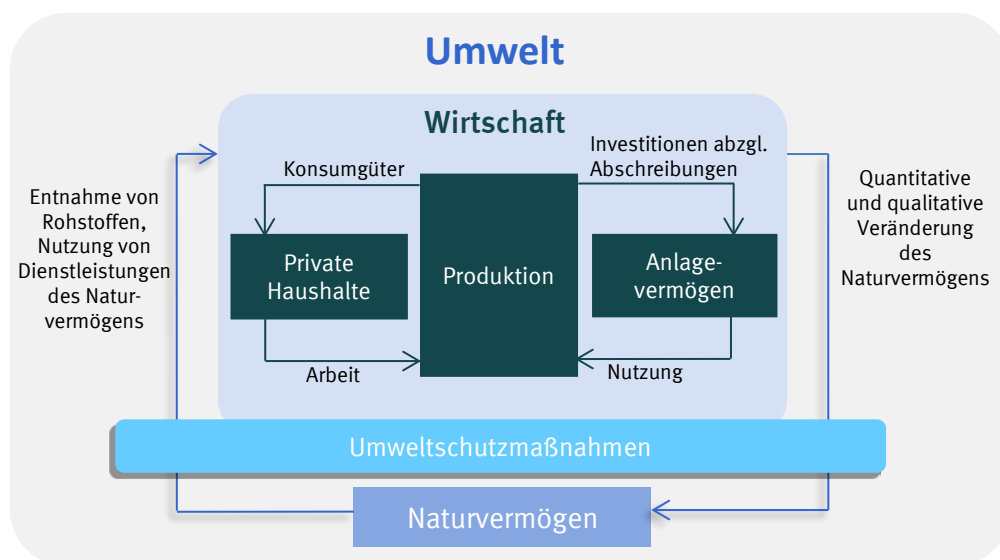 Umwelt
Wirtschaft
Konsumgüter
Investitionen abzgl.
Abschreibungen
Entnahme von
Rohstoffen,
Nutzung von
Dienstleistungen
des Natur-
vermögens
Private
Haushalte
Produktion
Anlage-
vermögen
Quantitative
und qualitative
Veränderung
des
Naturvermögens
Arbeit
Nutzung
Umweltschutzmaßnahmen
Naturvermögen